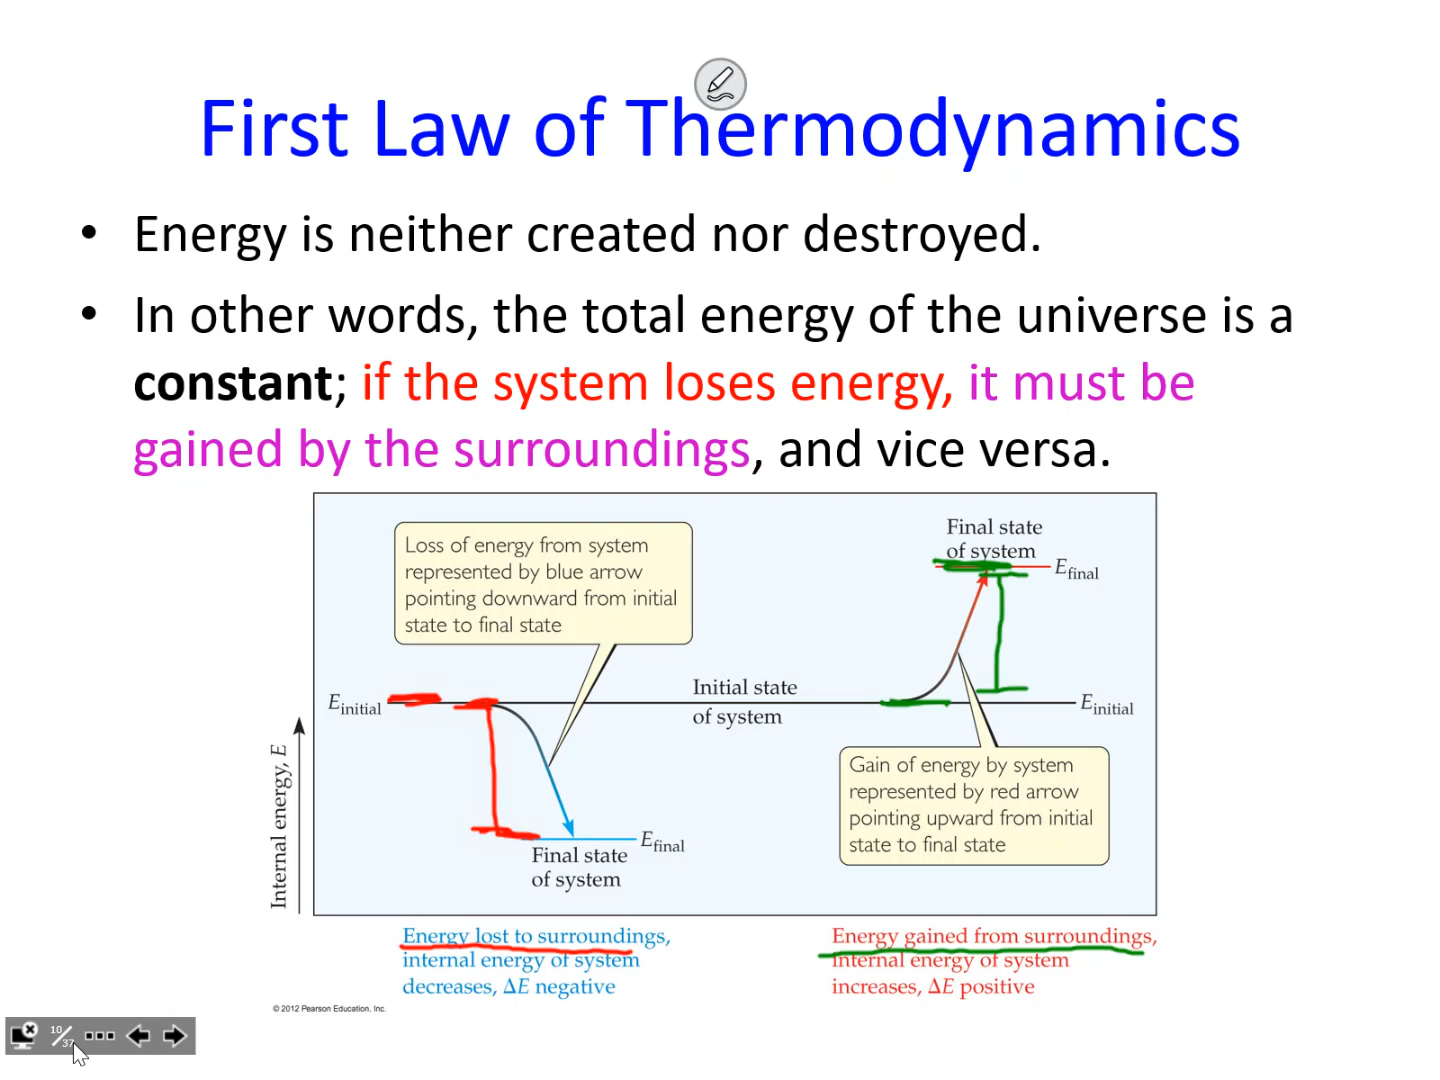 First Law of Thermodynamics
• Energy is neither created nor destroyed.
• In other words, the total energy of the universe is a
constant; if the system loses energy, it must be
gained by the surroundings, and vice versa.
Loss of energy from system
represented by blue arrow
pointing downward from initial
state to final state
Final state
of system
Efinal
Einitial
Initial state
of system
Einitial
Internal energy, E
Gain of energy by system
represented by red arrow
pointing upward from initial
state to final state
Efinal
Final state
of system
Energy lost to surroundings,
internal energy of system
decreases, ΔE negative
Energy gained from surroundings,
internal energy of system
increases, ΔE positive
© 2012 Pearson Education, Inc.
10/37